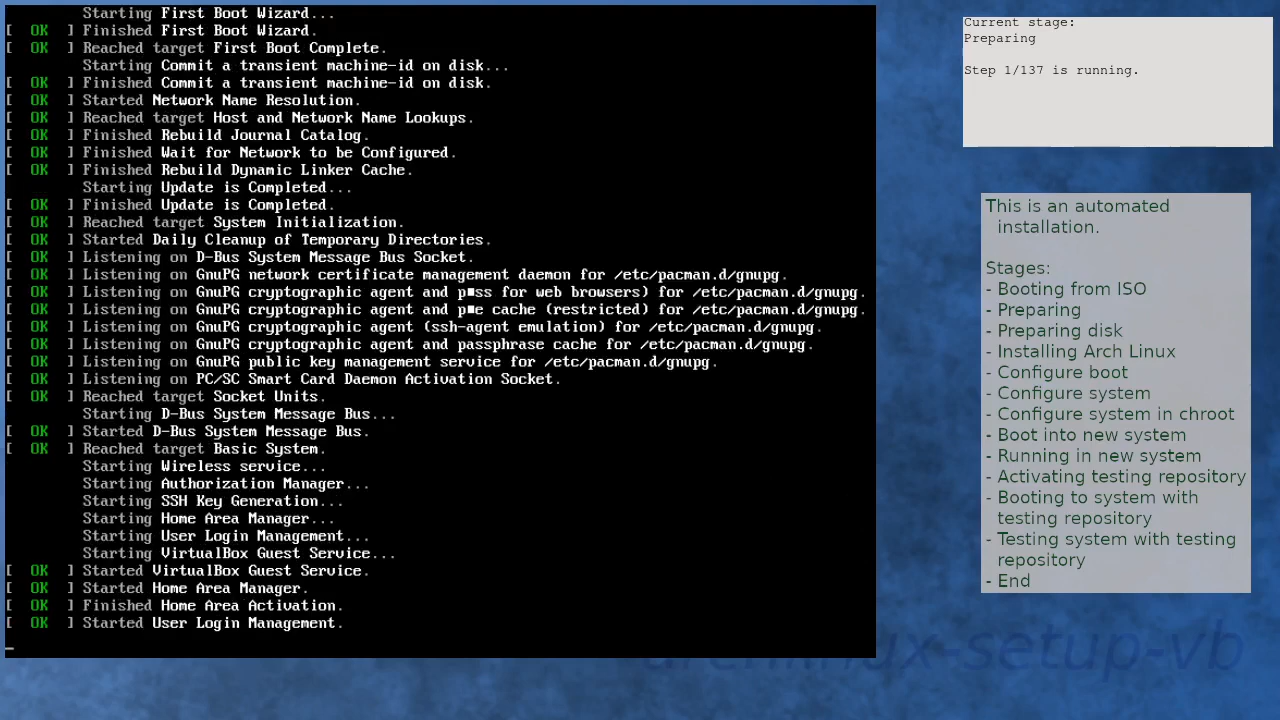 Starting First Boot Wizard...
[  OK  ] Finished First Boot Wizard.
[  OK  ] Reached target First Boot Complete.
         Starting Commit a transient machine-id on disk...
[  OK  ] Finished Commit a transient machine-id on disk.
[  OK  ] Started Network Name Resolution.
[  OK  ] Reached target Host and Network Name Lookups.
[  OK  ] Finished Rebuild Journal Catalog.
[  OK  ] Finished Wait for Network to be Configured.
[  OK  ] Finished Rebuild Dynamic Linker Cache.
         Starting Update is Completed...
[  OK  ] Finished Update is Completed.
[  OK  ] Reached target System Initialization.
[  OK  ] Started Daily Cleanup of Temporary Directories.
[  OK  ] Listening on D-Bus System Message Bus Socket.
[  OK  ] Listening on GnuPG network certificate management daemon for /etc/pacman.d/gnupg.
[  OK  ] Listening on GnuPG cryptographic agent and p■ss for web browsers) for /etc/pacman.d/gnupg.
[  OK  ] Listening on GnuPG cryptographic agent and p■e cache (restricted) for /etc/pacman.d/gnupg.
[  OK  ] Listening on GnuPG cryptographic agent (ssh-agent emulation) for /etc/pacman.d/gnupg.
[  OK  ] Listening on GnuPG cryptographic agent and passphrase cache for /etc/pacman.d/gnupg.
[  OK  ] Listening on GnuPG public key management service for /etc/pacman.d/gnupg.
[  OK  ] Listening on PC/SC Smart Card Daemon Activation Socket.
[  OK  ] Reached target Socket Units.
         Starting D-Bus System Message Bus...
[  OK  ] Started D-Bus System Message Bus.
[  OK  ] Reached target Basic System.
         Starting Wireless service...
         Starting Authorization Manager...
         Starting SSH Key Generation...
         Starting Home Area Manager...
         Starting User Login Management...
         Starting VirtualBox Guest Service...
[  OK  ] Started VirtualBox Guest Service.
[  OK  ] Started Home Area Manager.
[  OK  ] Finished Home Area Activation.
[  OK  ] Started User Login Management.
Current stage:
Preparing
Step 1/137 is running.
This is an automated
installation.
Stages:
- Booting from ISO
- Preparing
- Preparing disk
- Installing Arch Linux
- Configure boot
- Configure system
- Configure system in chroot
- Boot into new system
- Running in new system
- Activating testing repository
- Booting to system with
testing repository
- Testing system with testing
repository
- End
archlinux-setup-vb